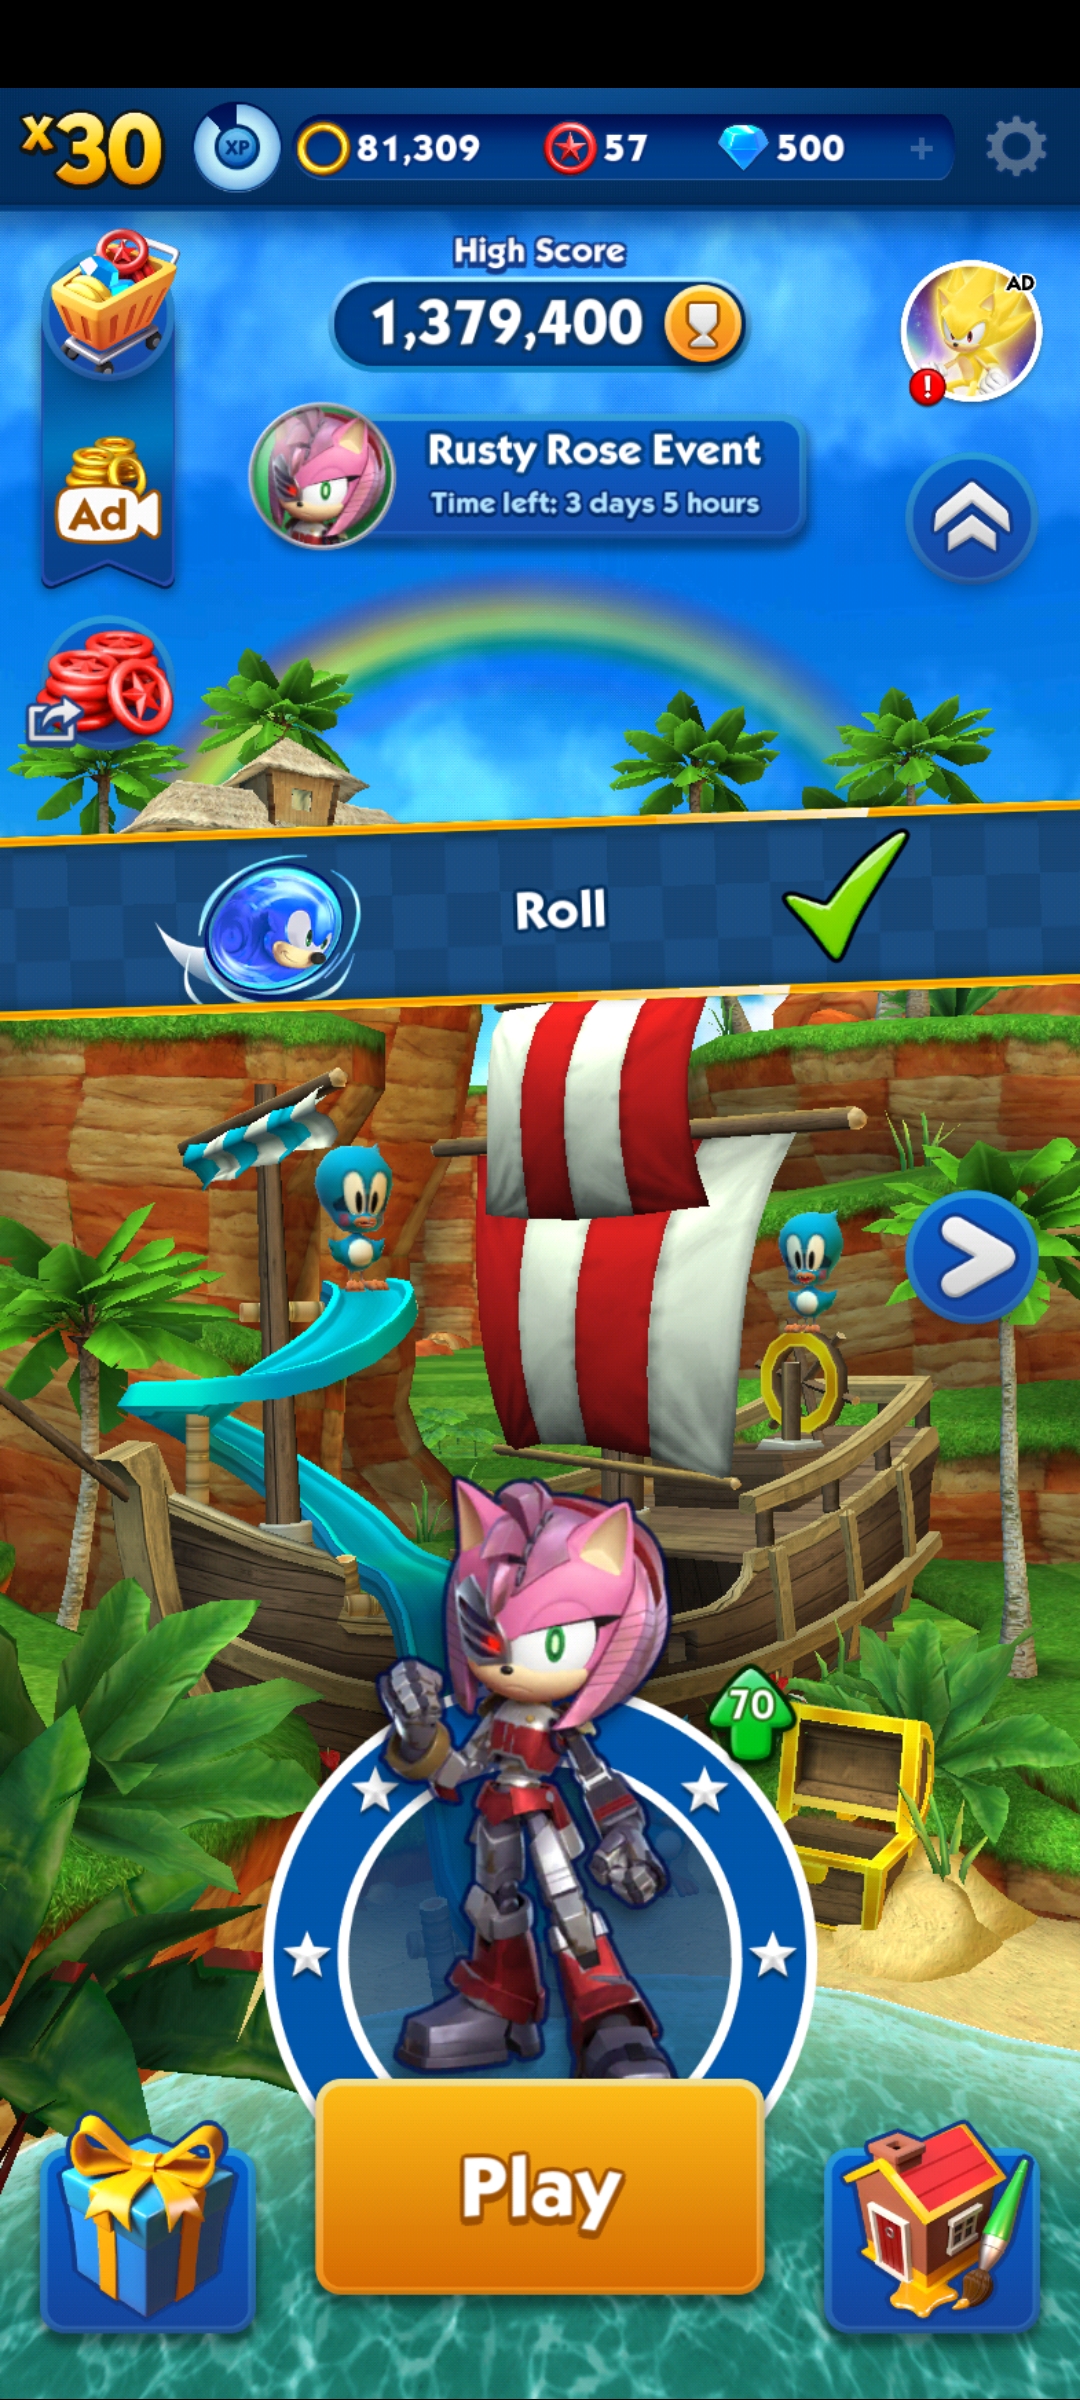 x30
XP
81,309
57
500
+
High Score
1,379,400
AD
!
Rusty Rose Event
Time left: 3 days 5 hours
Ad
Roll
70
Play